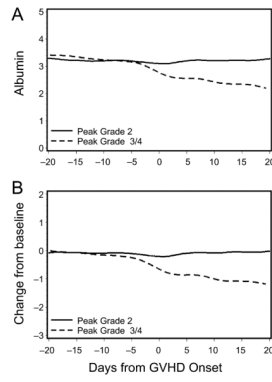 A
5
4
3
2
1
0
Albumin
Peak Grade 2
Peak Grade 3/4
−20 −15 −10 −5 0 5 10 15 20
B
2
1
0
−1
−2
−3
Change from baseline
Peak Grade 2
Peak Grade 3/4
−20 −15 −10 −5 0 5 10 15 20
Days from GVHD Onset